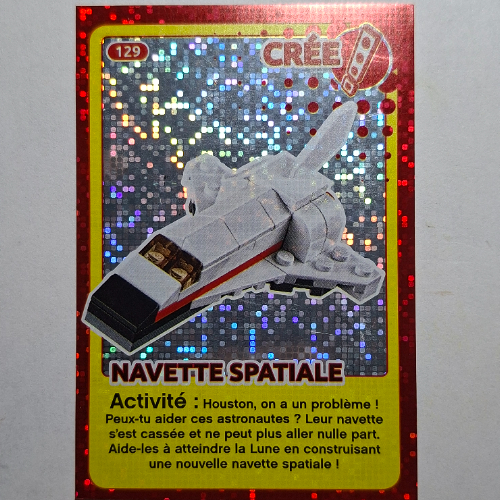 129
CRÉE
NAVETTE SPATIALE
Activité : Houston, on a un problème !
Peux-tu aider ces astronautes ? Leur navette
s'est cassée et ne peut plus aller nulle part.
Aide-les à atteindre la Lune en construisant
une nouvelle navette spatiale !